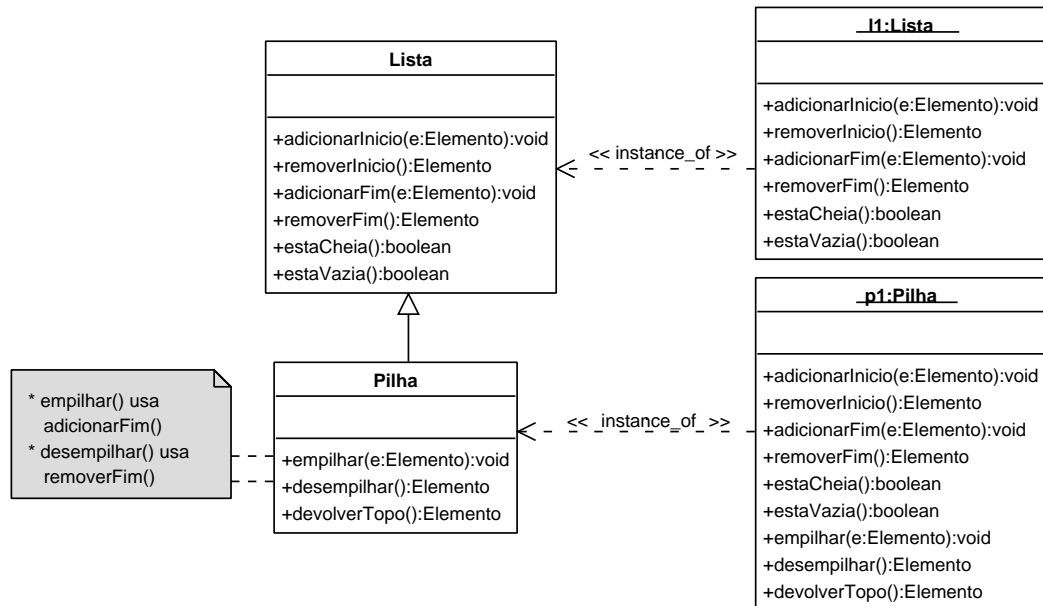 Lista
+adicionarInicio(e:Elemento):void
+removerInicio():Elemento
+adicionarFim(e:Elemento):void
+removerFim():Elemento
+estaCheia():boolean
+estaVazia():boolean
<< instance_of >>
l1:Lista
+adicionarInicio(e:Elemento):void
+removerInicio():Elemento
+adicionarFim(e:Elemento):void
+removerFim():Elemento
+estaCheia():boolean
+estaVazia():boolean
* empilhar() usa
adicionarFim()
* desempilhar() usa
removerFim()
Pilha
+empilhar(e:Elemento):void
+desempilhar():Elemento
+devolverTopo():Elemento
<< instance_of >>
p1:Pilha
+adicionarInicio(e:Elemento):void
+removerInicio():Elemento
+adicionarFim(e:Elemento):void
+removerFim():Elemento
+estaCheia():boolean
+estaVazia():boolean
+empilhar(e:Elemento):void
+desempilhar():Elemento
+devolverTopo():Elemento